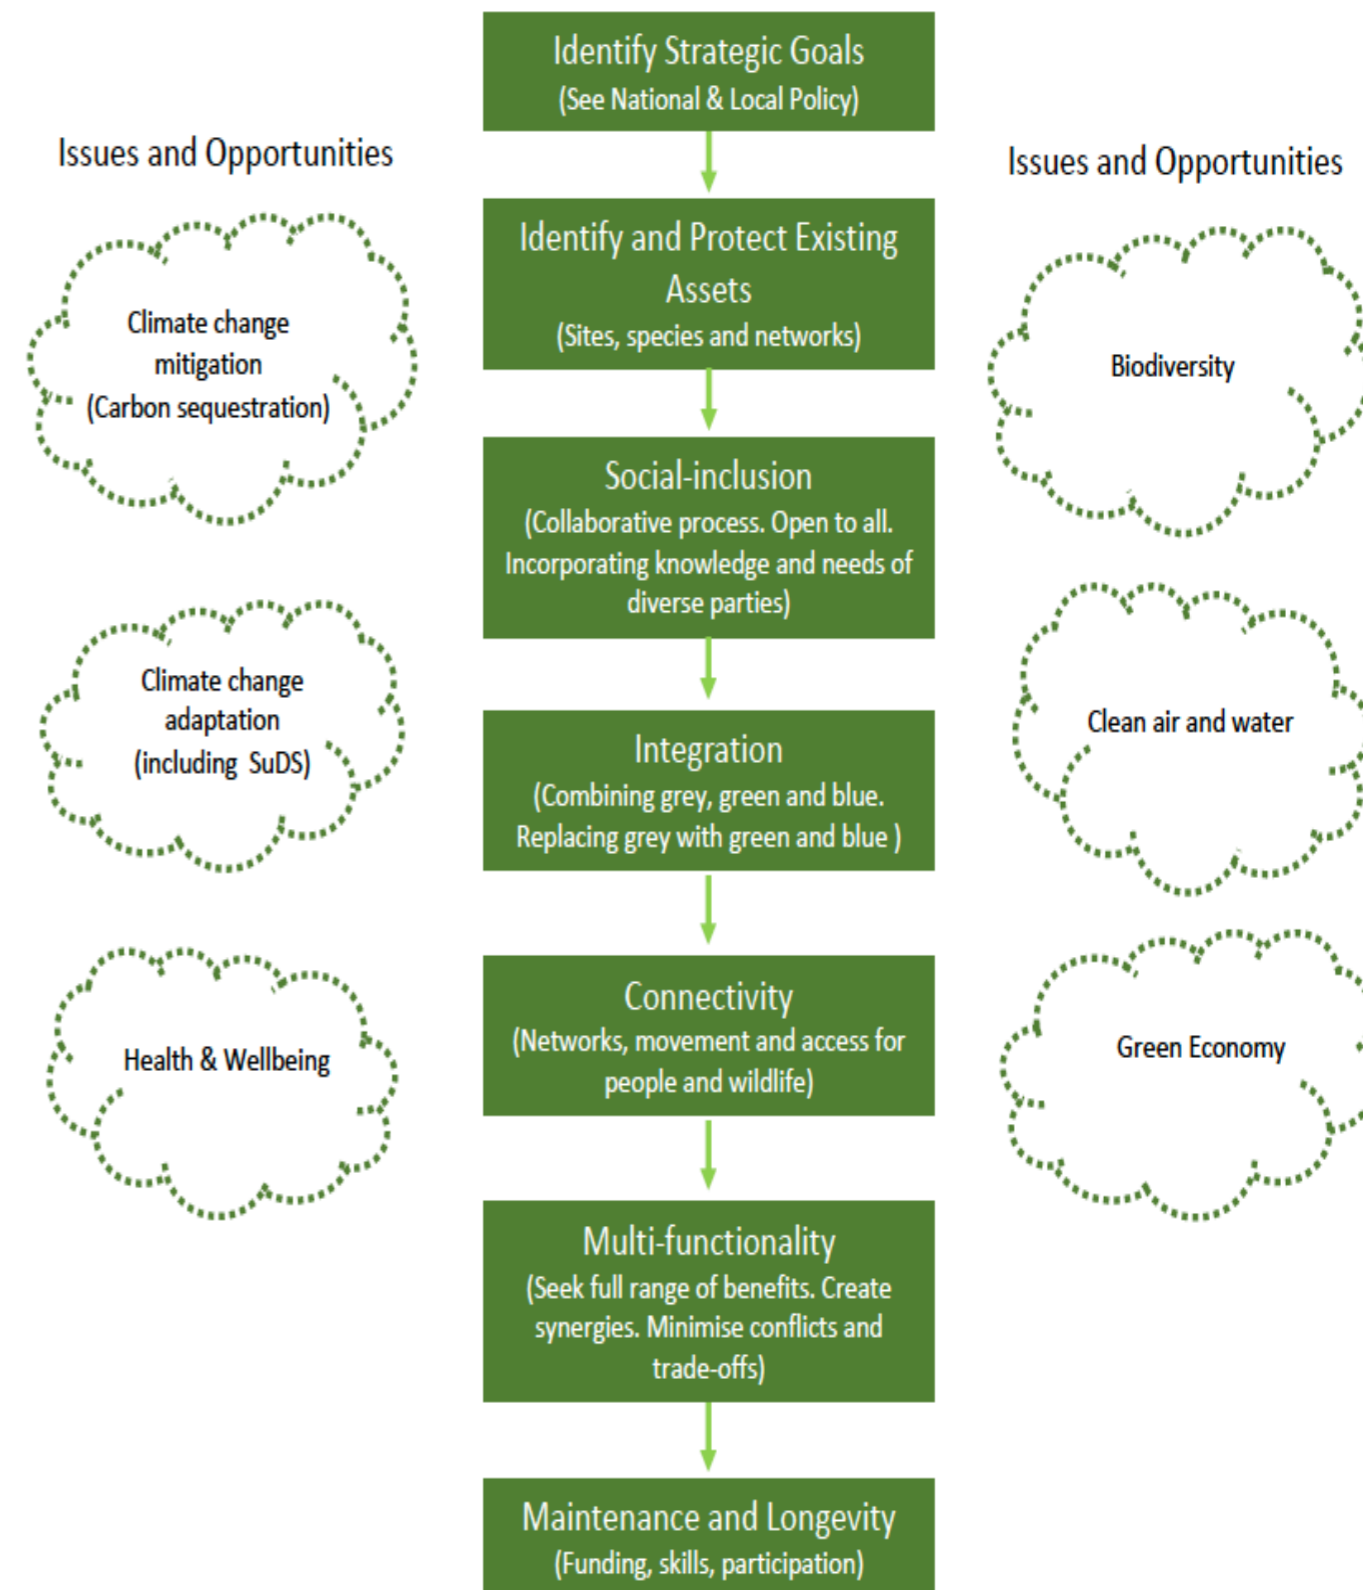 Identify Strategic Goals
(See National & Local Policy)
Issues and Opportunities
Climate change
mitigation
(Carbon sequestration)
Climate change
adaptation
(including SuDS)
Health & Wellbeing
Identify and Protect Existing
Assets
(Sites, species and networks)
Social-inclusion
(Collaborative process. Open to all.
Incorporating knowledge and needs of
diverse parties)
Integration
(Combining grey, green and blue.
Replacing grey with green and blue )
Connectivity
(Networks, movement and access for
people and wildlife)
Multi-functionality
(Seek full range of benefits. Create
synergies. Minimise conflicts and
trade-offs)
Maintenance and Longevity
(Funding, skills, participation)
Issues and Opportunities
Biodiversity
Clean air and water
Green Economy